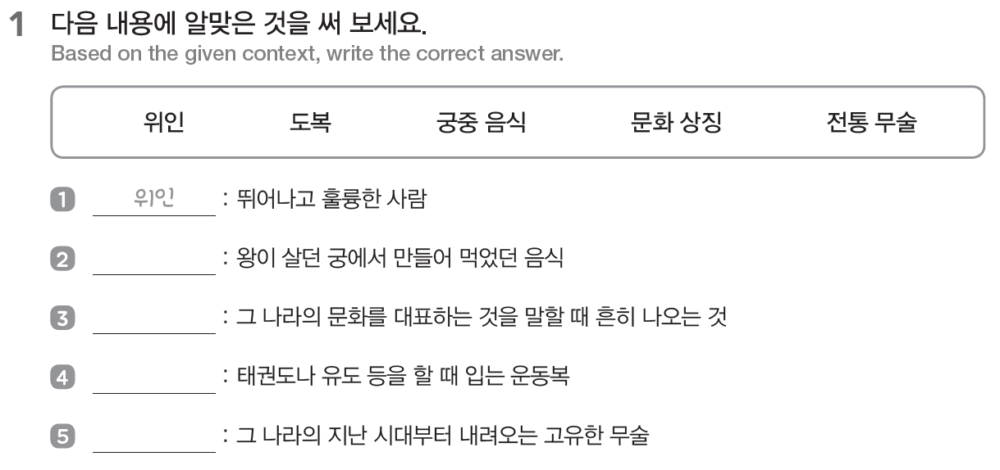 1 다음 내용에 알맞은 것을 써 보세요.
Based on the given context, write the correct answer.
위인 도복 궁중 음식 문화 상징 전통 무술
1 위인 : 뛰어나고 훌륭한 사람
2 : 왕이 살던 궁에서 만들어 먹었던 음식
3 : 그 나라의 문화를 대표하는 것을 말할 때 흔히 나오는 것
4 : 태권도나 유도 등을 할 때 입는 운동복
5 : 그 나라의 지난 시대부터 내려오는 고유한 무술